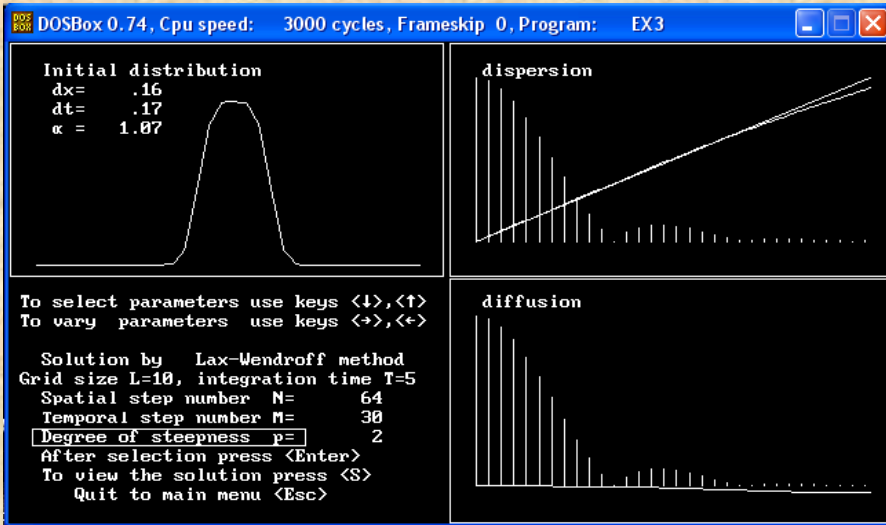 DOSBox 0.74, Cpu speed: 3000 cycles, Frameskip 0, Program: EX3
Initial distribution
dx= .16
dt= .17
α = 1.07
dispersion
To select parameters use keys <↓>,<↑>
To vary parameters use keys <→>,<←>
Solution by Lax-Wendroff method
Grid size L=10, integration time T=5
Spatial step number N= 64
Temporal step number M= 30
Degree of steepness p= 2
After selection press <Enter>
To view the solution press <S>
Quit to main menu <Esc>
diffusion